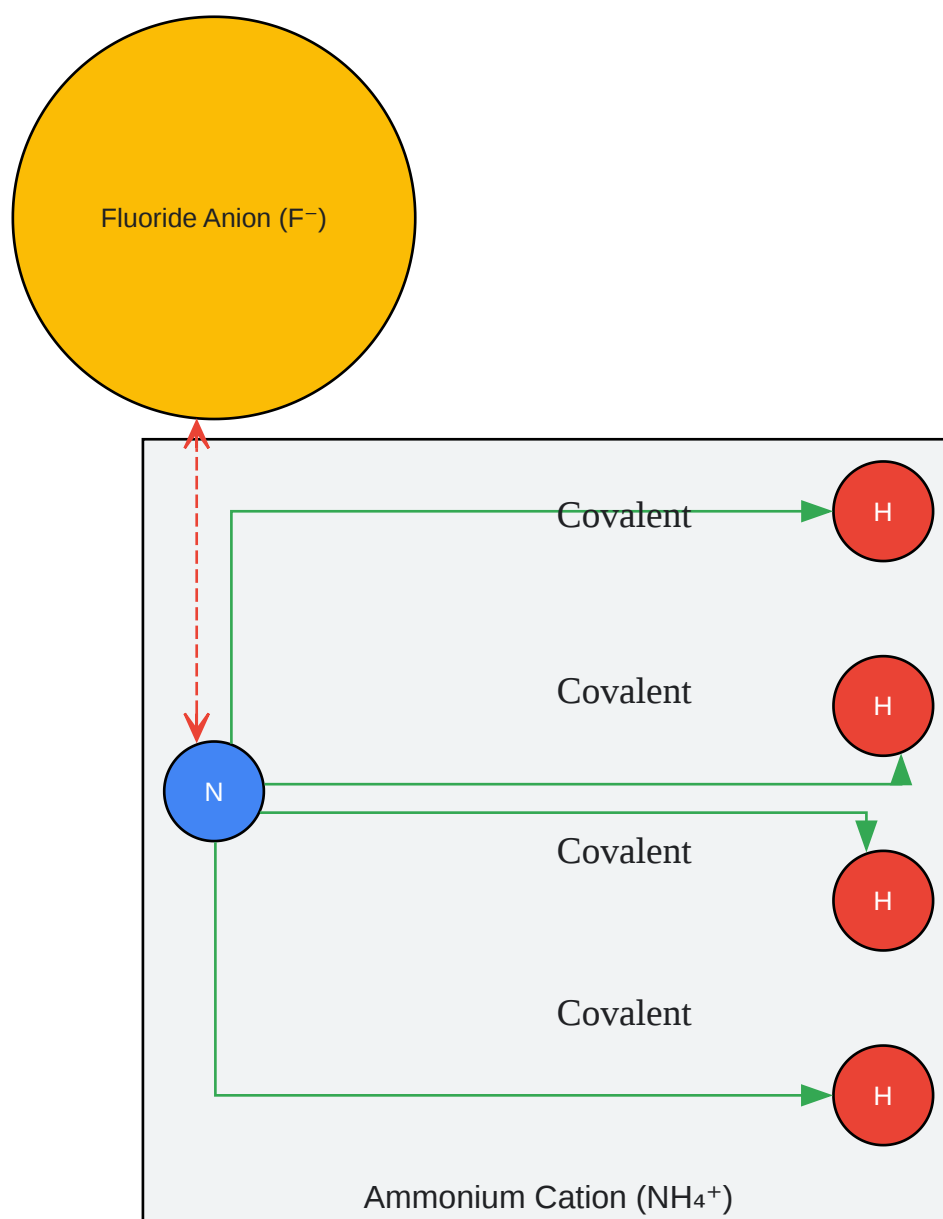 Fluoride Anion (F⁻)
Covalent
H
Covalent
H
N
Covalent
H
Covalent
H
Ammonium Cation (NH₄⁺)